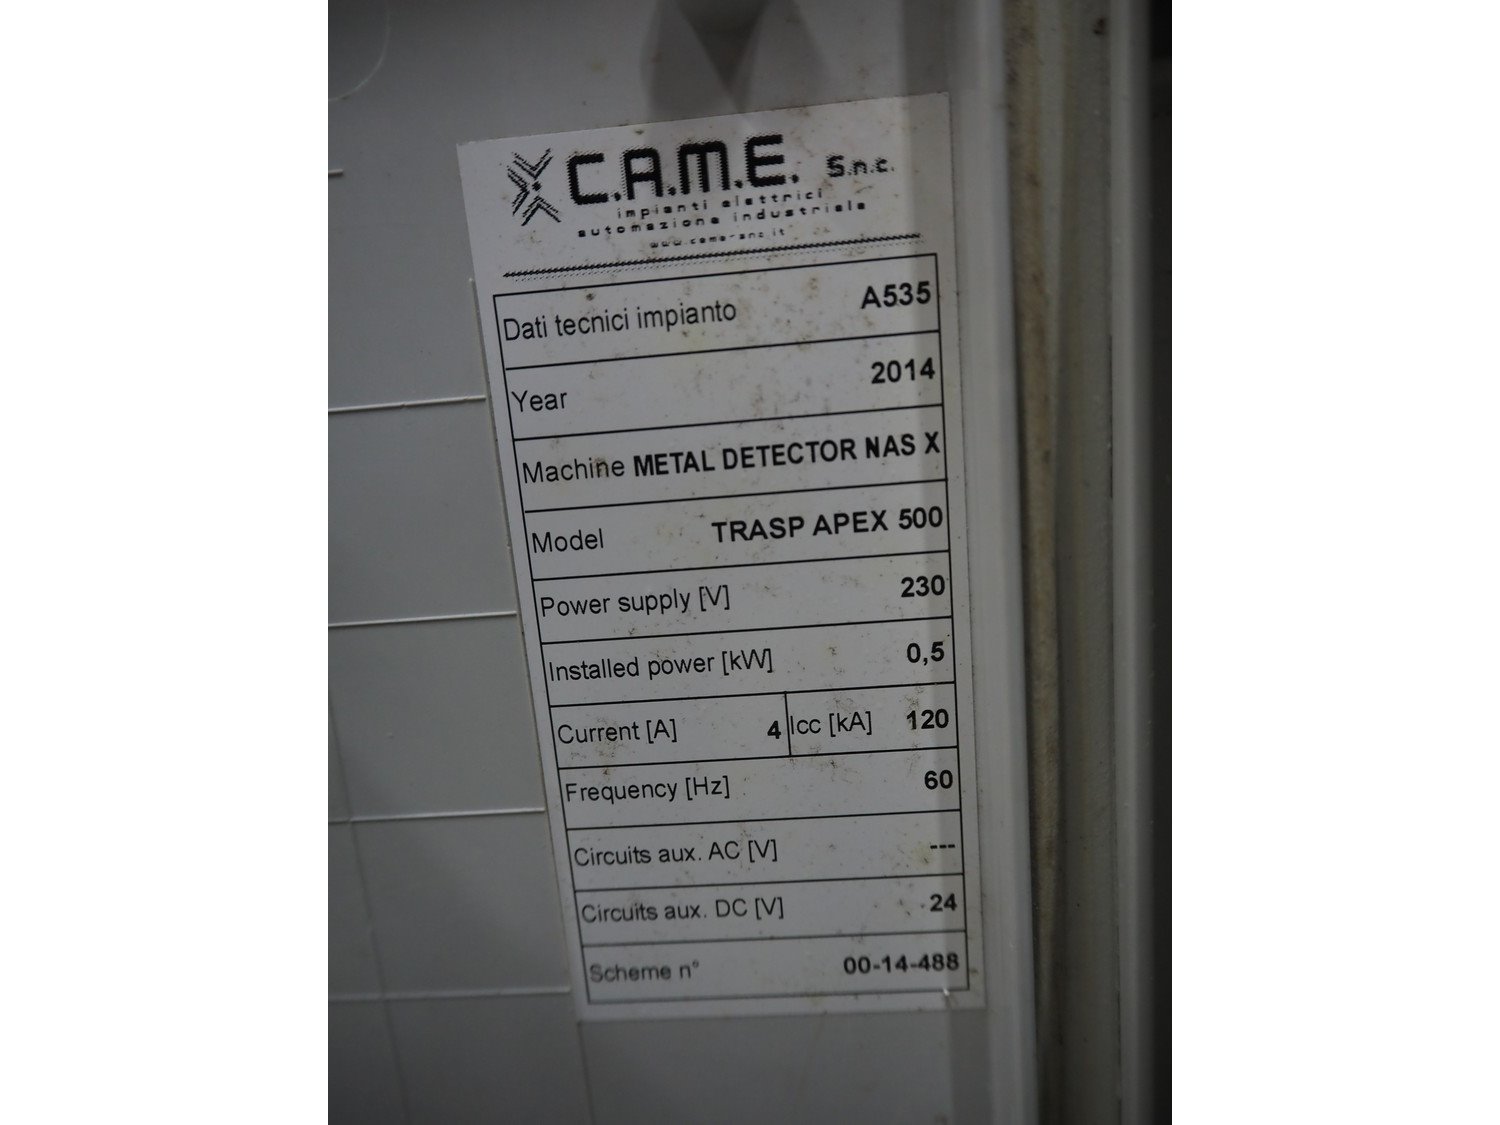 C.A.M.E. S.n.c.
impianti elettrici
automazione industriale
www.came-snc.it
Dati tecnici impianto A535
Year 2014
Machine METAL DETECTOR NAS X
Model TRASP APEX 500
Power supply [V] 230
Installed power [kW] 0,5
Current [A] 4 Icc [kA] 120
Frequency [Hz] 60
Circuits aux. AC [V] ---
Circuits aux. DC [V] 24
Scheme n° 00-14-488